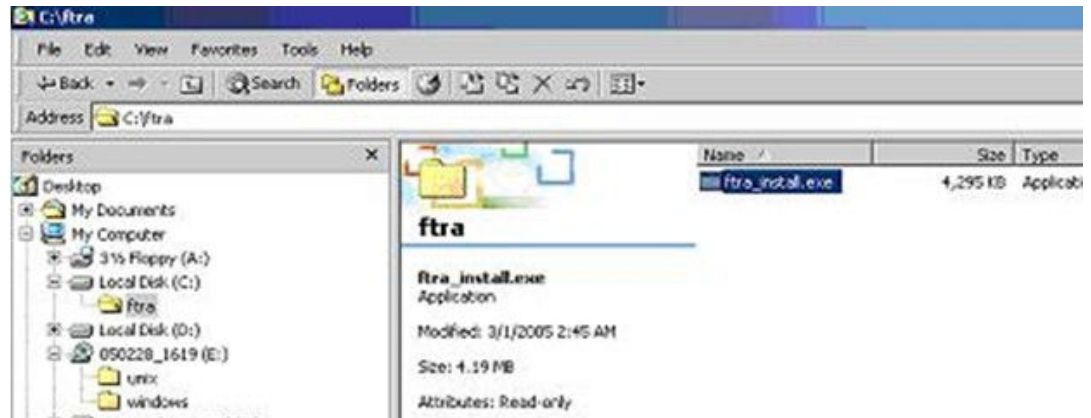 C:\ftra
File Edit View Favorites Tools Help
Back Search Folders
Address C:\ftra
Folders
Desktop
My Documents
My Computer
3½ Floppy (A:)
Local Disk (C:)
ftra
Local Disk (D:)
050228_1619 (E:)
unix
windows
ftra
ftra_install.exe
Application
Modified: 3/1/2005 2:45 AM
Size: 4.19 MB
Attributes: Read-only
Name Size Type
ftra_install.exe 4,295 KB Applicati